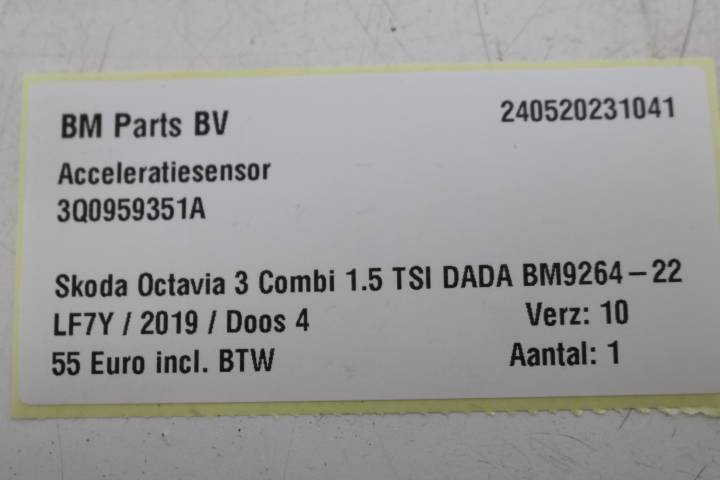 BM Parts BV 240520231041
Acceleratiesensor
3Q0959351A
Skoda Octavia 3 Combi 1.5 TSI DADA BM9264-22
LF7Y / 2019 / Doos 4 Verz: 10
55 Euro incl. BTW Aantal: 1